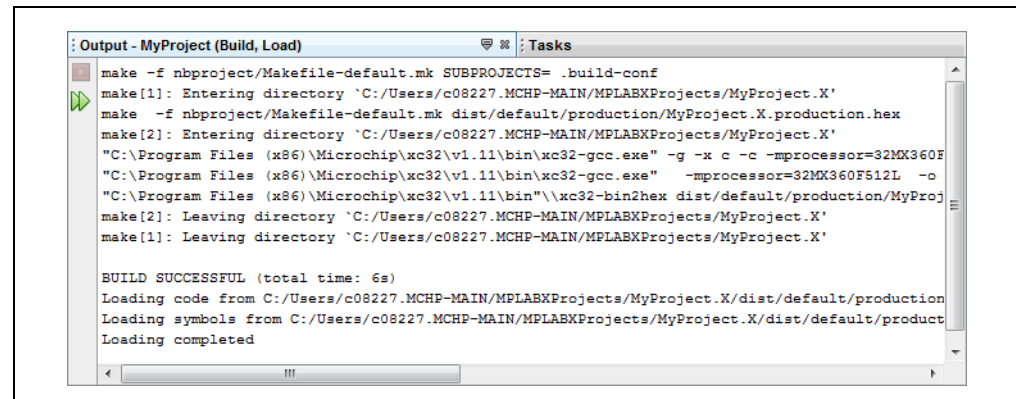 Output - MyProject (Build, Load) Tasks
make -f nbproject/Makefile-default.mk SUBPROJECTS= .build-conf
make[1]: Entering directory `C:/Users/c08227.MCHP-MAIN/MPLABXProjects/MyProject.X'
make  -f nbproject/Makefile-default.mk dist/default/production/MyProject.X.production.hex
make[2]: Entering directory `C:/Users/c08227.MCHP-MAIN/MPLABXProjects/MyProject.X'
"C:\Program Files (x86)\Microchip\xc32\v1.11\bin\xc32-gcc.exe" -g -x c -c -mprocessor=32MX360F
"C:\Program Files (x86)\Microchip\xc32\v1.11\bin\xc32-gcc.exe"   -mprocessor=32MX360F512L  -o
"C:\Program Files (x86)\Microchip\xc32\v1.11\bin"\\xc32-bin2hex dist/default/production/MyProj
make[2]: Leaving directory `C:/Users/c08227.MCHP-MAIN/MPLABXProjects/MyProject.X'
make[1]: Leaving directory `C:/Users/c08227.MCHP-MAIN/MPLABXProjects/MyProject.X'
BUILD SUCCESSFUL (total time: 6s)
Loading code from C:/Users/c08227.MCHP-MAIN/MPLABXProjects/MyProject.X/dist/default/production
Loading symbols from C:/Users/c08227.MCHP-MAIN/MPLABXProjects/MyProject.X/dist/default/product
Loading completed